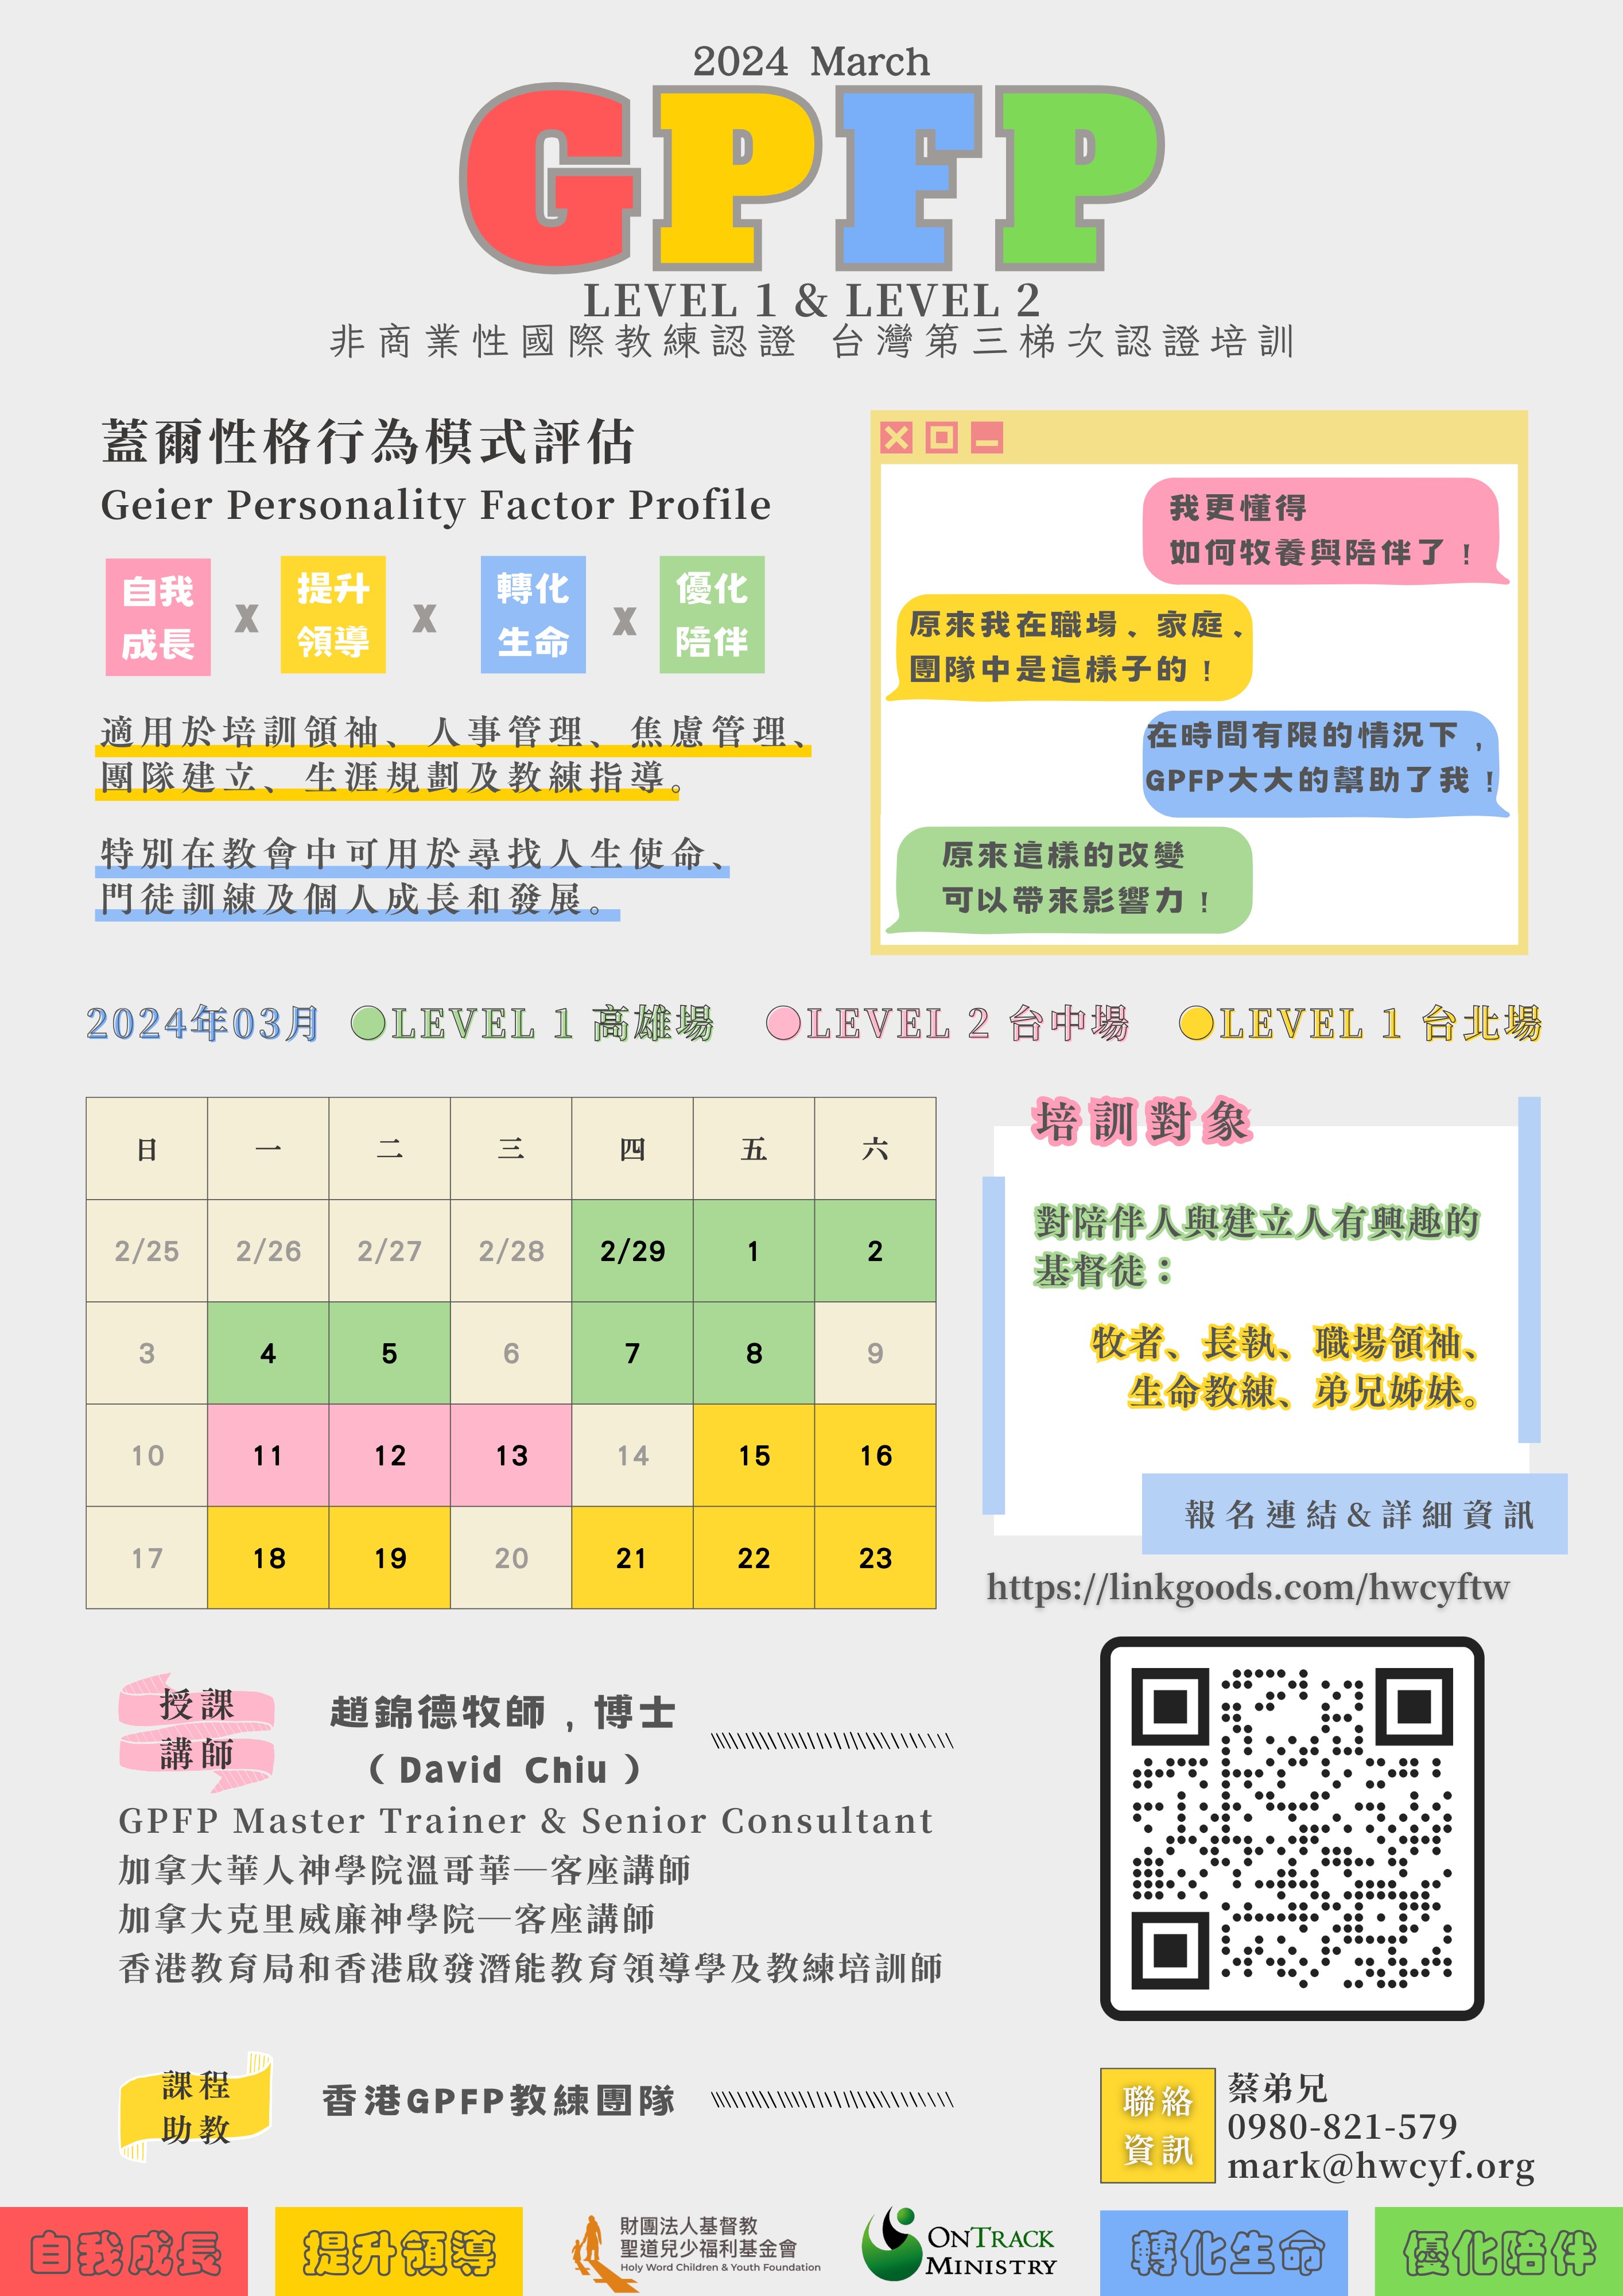 2024 March
GPFP
LEVEL 1 & LEVEL 2
非商業性國際教練認證 台灣第三梯次認證培訓
蓋爾性格行為模式評估
Geier Personality Factor Profile
自我
成長
x
提升
領導
x
轉化
生命
x
優化
陪伴
適用於培訓領袖、人事管理、焦慮管理、
團隊建立、生涯規劃及教練指導。
特別在教會中可用於尋找人生使命、
門徒訓練及個人成長和發展。
我更懂得
如何牧養與陪伴了！
原來我在職場、家庭、
團隊中是這樣子的！
在時間有限的情況下，
GPFP大大的幫助了我！
原來這樣的改變
可以帶來影響力！
2024年03月 LEVEL 1 高雄場 LEVEL 2 台中場 LEVEL 1 台北場
日 一 二 三 四 五 六
2/25 2/26 2/27 2/28 2/29 1 2
3 4 5 6 7 8 9
10 11 12 13 14 15 16
17 18 19 20 21 22 23
培訓對象
對陪伴人與建立人有興趣的
基督徒：
牧者、長執、職場領袖、
生命教練、弟兄姊妹。
報名連結&詳細資訊
https://linkgoods.com/hwcyftw
授課
講師
趙錦德牧師，博士
（David Chiu）
GPFP Master Trainer & Senior Consultant
加拿大華人神學院溫哥華—客座講師
加拿大克里威廉神學院—客座講師
香港教育局和香港啟發潛能教育領導學及教練培訓師
課程
助教
香港GPFP教練團隊
聯絡
資訊
蔡弟兄
0980-821-579
mark@hwcyf.org
自我成長
提升領導
財團法人基督教
聖道兒少福利基金會
Holy Word Children & Youth Foundation
ONTRACK
MINISTRY
轉化生命
優化陪伴